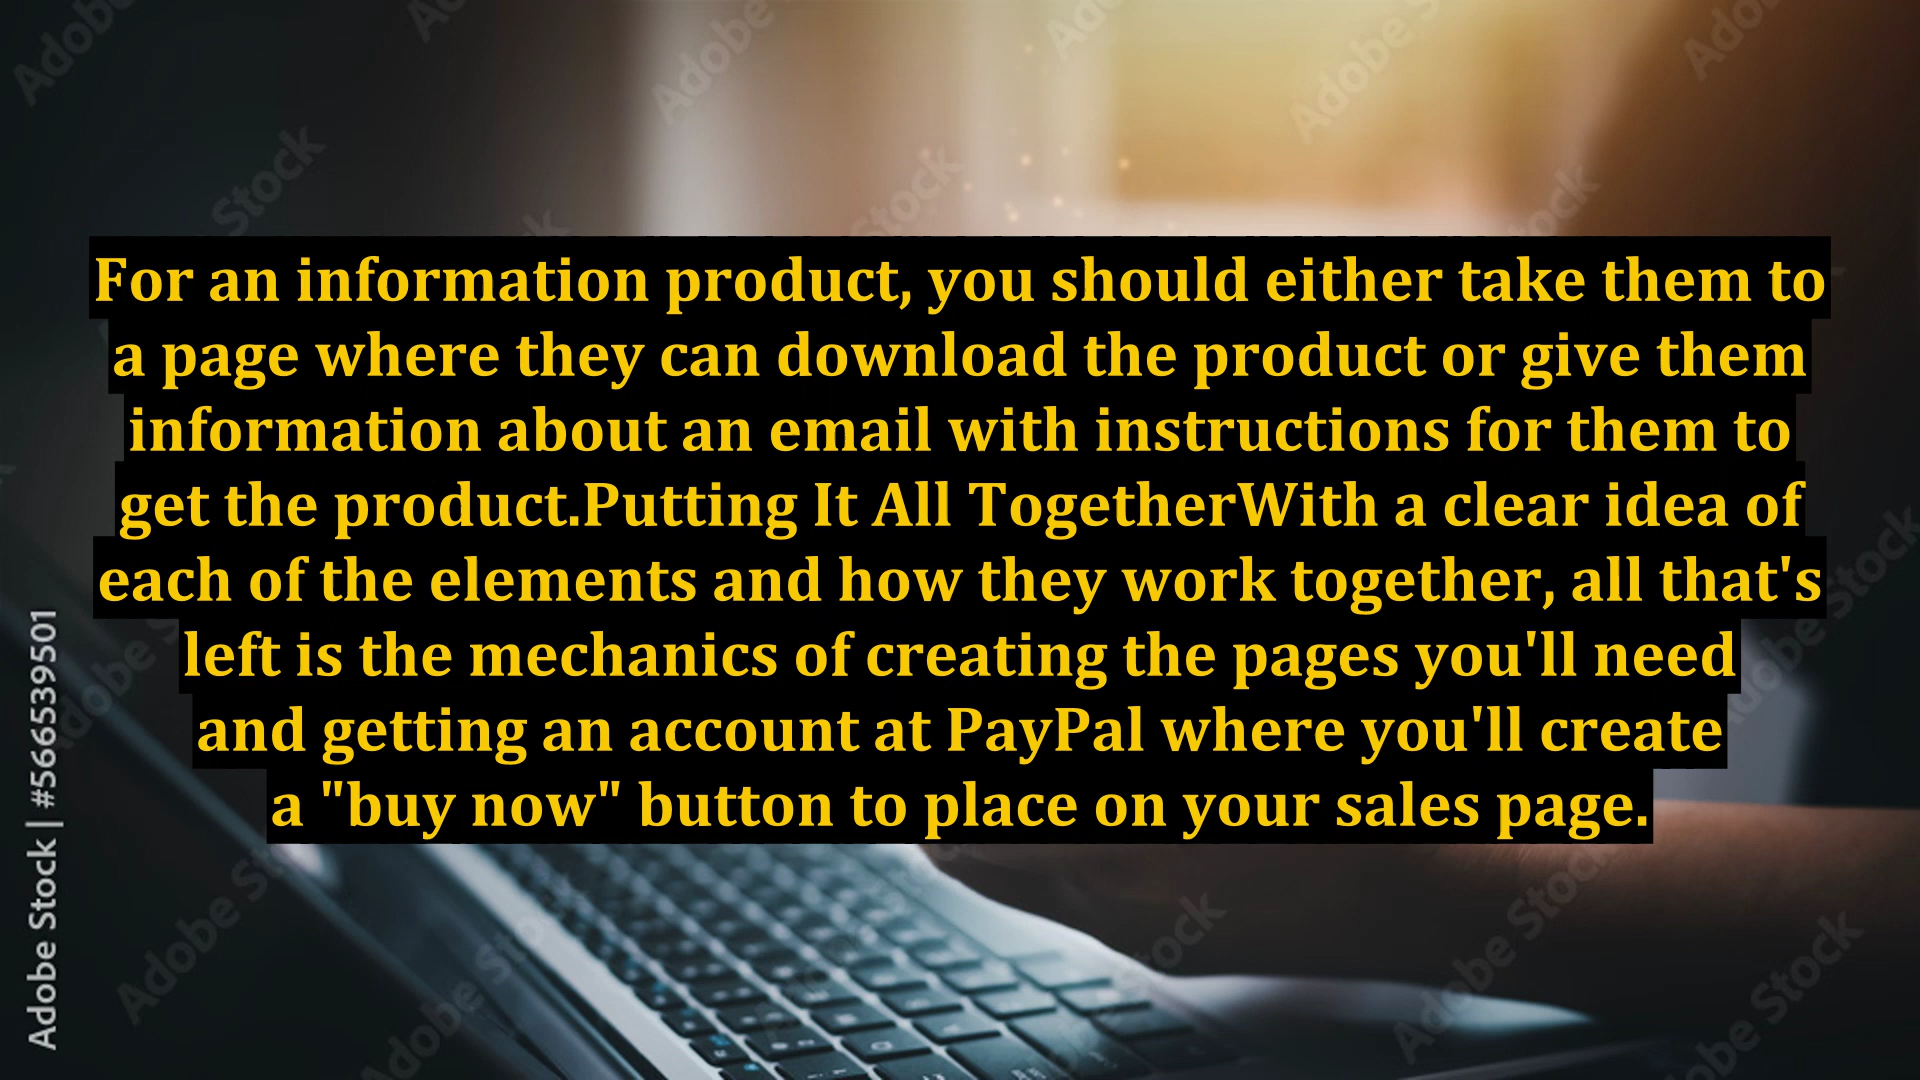 For an information product, you should either take them to
a page where they can download the product or give them
information about an email with instructions for them to
get the product.Putting It All TogetherWith a clear idea of
each of the elements and how they work together, all that's
left is the mechanics of creating the pages you'll need
and getting an account at PayPal where you'll create
a "buy now" button to place on your sales page.
Adobe Stock | #566539501